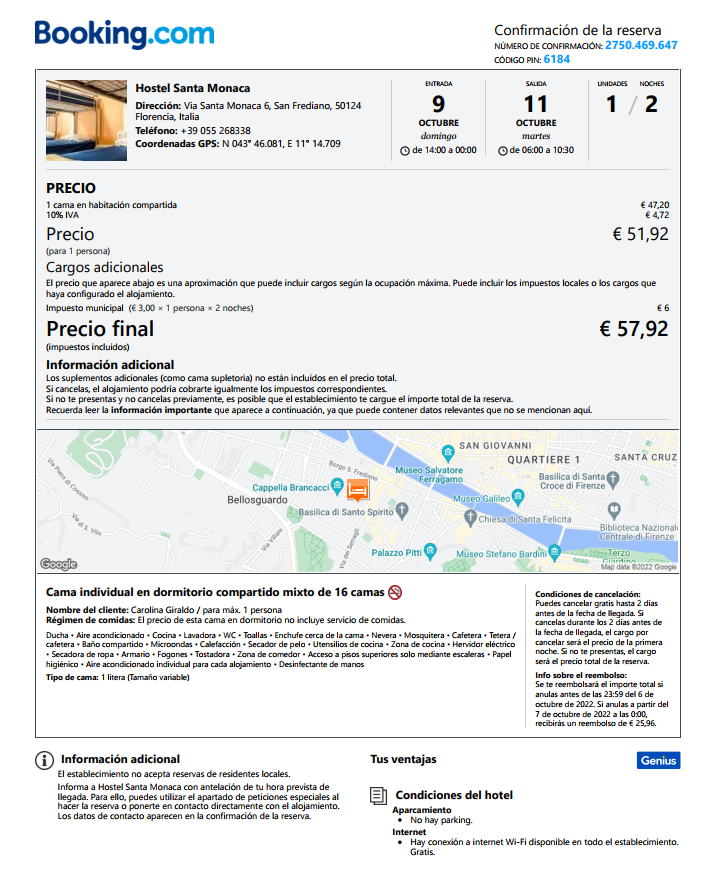 Booking.com
Confirmación de la reserva
NÚMERO DE CONFIRMACIÓN: 2750.469.647
CÓDIGO PIN: 6184
Hostel Santa Monaca
Dirección: Via Santa Monaca 6, San Frediano, 50124
Florencia, Italia
Teléfono: +39 055 268338
Coordenadas GPS: N 043° 46.081, E 11° 14.709
ENTRADA
9
OCTUBRE
domingo
de 14:00 a 00:00
SALIDA
11
OCTUBRE
martes
de 06:00 a 10:30
UNIDADES NOCHES
1 / 2
PRECIO
1 cama en habitación compartida € 47,20
10% IVA € 4,72
Precio € 51,92
(para 1 persona)
Cargos adicionales
El precio que aparece abajo es una aproximación que puede incluir cargos según la ocupación máxima. Puede incluir los impuestos locales o los cargos que
haya configurado el alojamiento.
Impuesto municipal (€ 3,00 × 1 persona × 2 noches) € 6
Precio final € 57,92
(impuestos incluidos)
Información adicional
Los suplementos adicionales (como cama supletoria) no están incluidos en el precio total.
Si cancelas, el alojamiento podría cobrarte igualmente los impuestos correspondientes.
Si no te presentas y no cancelas previamente, es posible que el establecimiento te cargue el importe total de la reserva.
Recuerda leer la información importante que aparece a continuación, ya que puede contener datos relevantes que no se mencionan aquí.
SAN GIOVANNI
QUARTIERE 1
SANTA CRUZ
Via Piero di Cosimo
Borgo S. Frediano
Museo Salvatore
Ferragamo
Basilica di Santa
Croce di Firenze
Cappella Brancacci
Bellosguardo
Museo Galileo
Basilica di Santo Spirito
Chiesa di Santa Felicita
Biblioteca Nazional
Centrale di Firenze
Via di S. Vito
Via Villani
Via dei Serragli
Palazzo Pitti
Museo Stefano Bardini
Terzo
Giardino
Google
Map data ©2022 Google
Cama individual en dormitorio compartido mixto de 16 camas
Nombre del cliente: Carolina Giraldo / para máx. 1 persona
Régimen de comidas: El precio de esta cama en dormitorio no incluye servicio de comidas.
Ducha • Aire acondicionado • Cocina • Lavadora • WC • Toallas • Enchufe cerca de la cama • Nevera • Mosquitera • Cafetera • Tetera /
cafetera • Baño compartido • Microondas • Calefacción • Secador de pelo • Utensilios de cocina • Zona de cocina • Hervidor eléctrico
• Secadora de ropa • Armario • Fogones • Tostadora • Zona de comedor • Acceso a pisos superiores solo mediante escaleras • Papel
higiénico • Aire acondicionado individual para cada alojamiento • Desinfectante de manos
Tipo de cama: 1 litera (Tamaño variable)
Condiciones de cancelación:
Puedes cancelar gratis hasta 2 días
antes de la fecha de llegada. Si
cancelas durante los 2 días antes de
la fecha de llegada, el cargo por
cancelar será el precio de la primera
noche. Si no te presentas, el cargo
será el precio total de la reserva.
Info sobre el reembolso:
Se te reembolsará el importe total si
anulas antes de las 23:59 del 6 de
octubre de 2022. Si anulas a partir del
7 de octubre de 2022 a las 0:00,
recibirás un reembolso de € 25,96.
Información adicional
El establecimiento no acepta reservas de residentes locales.
Informa a Hostel Santa Monaca con antelación de tu hora prevista de
llegada. Para ello, puedes utilizar el apartado de peticiones especiales al
hacer la reserva o ponerte en contacto directamente con el alojamiento.
Los datos de contacto aparecen en la confirmación de la reserva.
Tus ventajas
Genius
Condiciones del hotel
Aparcamiento
• No hay parking.
Internet
• Hay conexión a internet Wi-Fi disponible en todo el establecimiento.
Gratis.